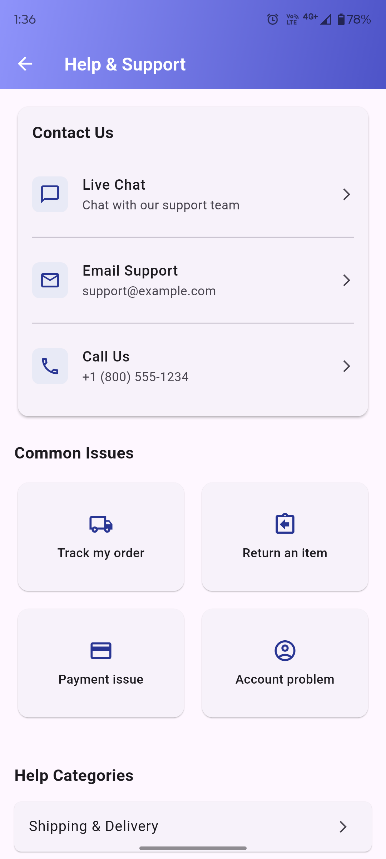 1:36
Vo))
LTE
4G+
78%
Help & Support
Contact Us
Live Chat
Chat with our support team
Email Support
support@example.com
Call Us
+1 (800) 555-1234
Common Issues
Track my order
Return an item
Payment issue
Account problem
Help Categories
Shipping & Delivery